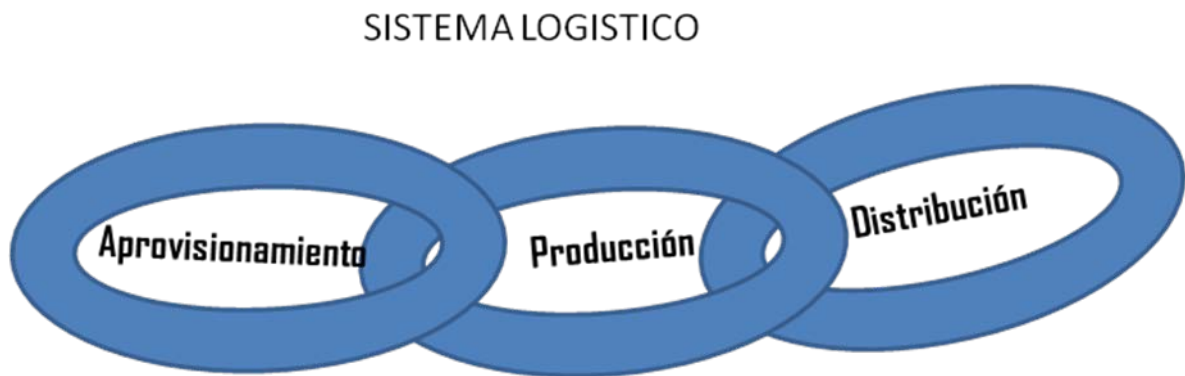 SISTEMA LOGISTICO
Aprovisionamiento
Producción
Distribución